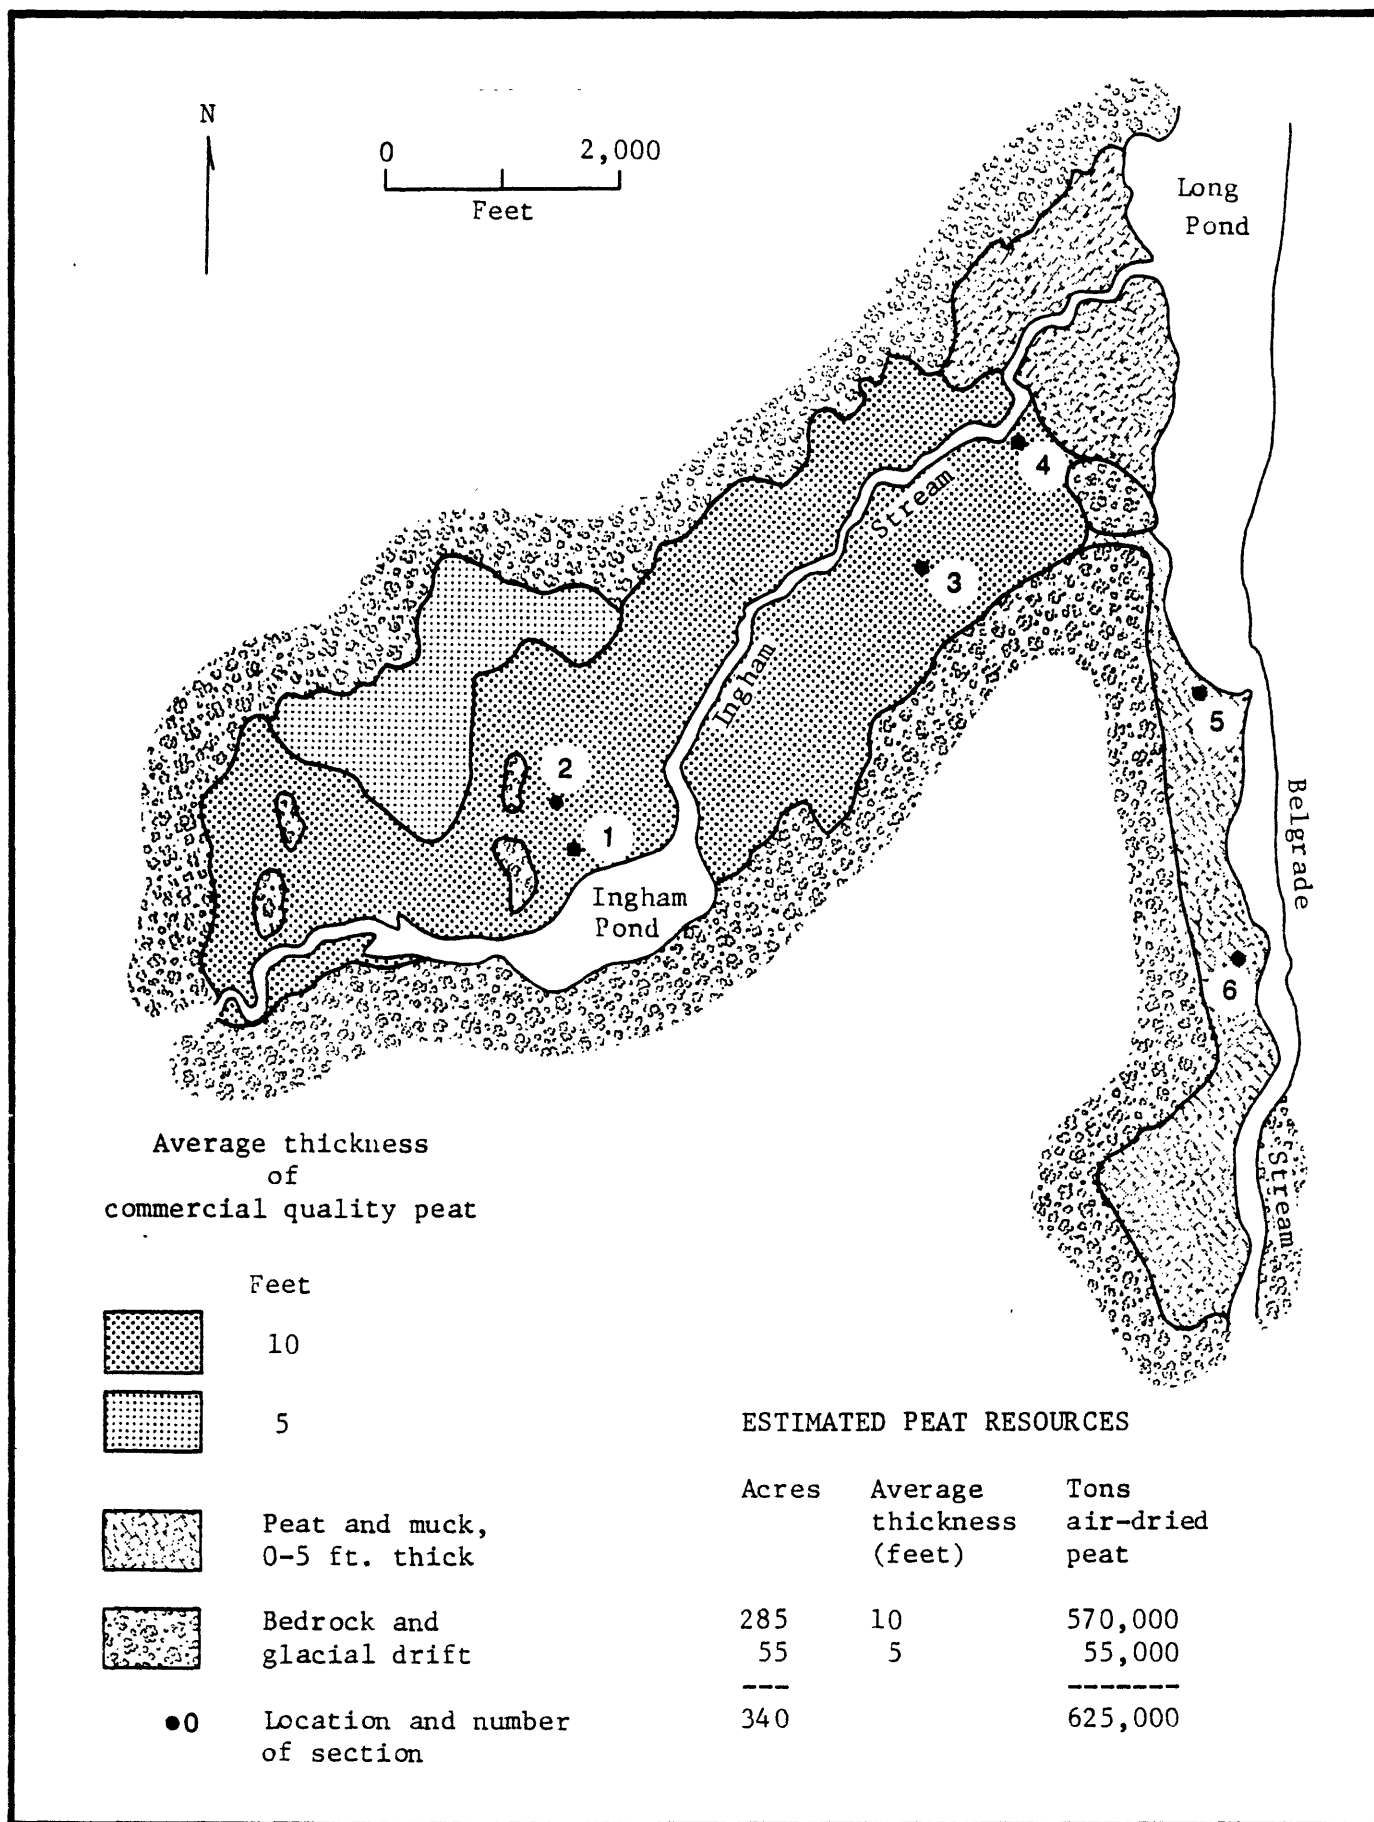 N
0 2,000
Feet
Long
Pond
Stream
4
3
Ingham
5
2
1
Belgrade
Ingham
Pond
6
Stream
Average thickness
of
commercial quality peat
Feet
10
5
Peat and muck,
0-5 ft. thick
Bedrock and
glacial drift
●0 Location and number
of section
ESTIMATED PEAT RESOURCES
Acres Average Tons
thickness air-dried
(feet) peat
285 10 570,000
55 5 55,000
--- -------
340 625,000